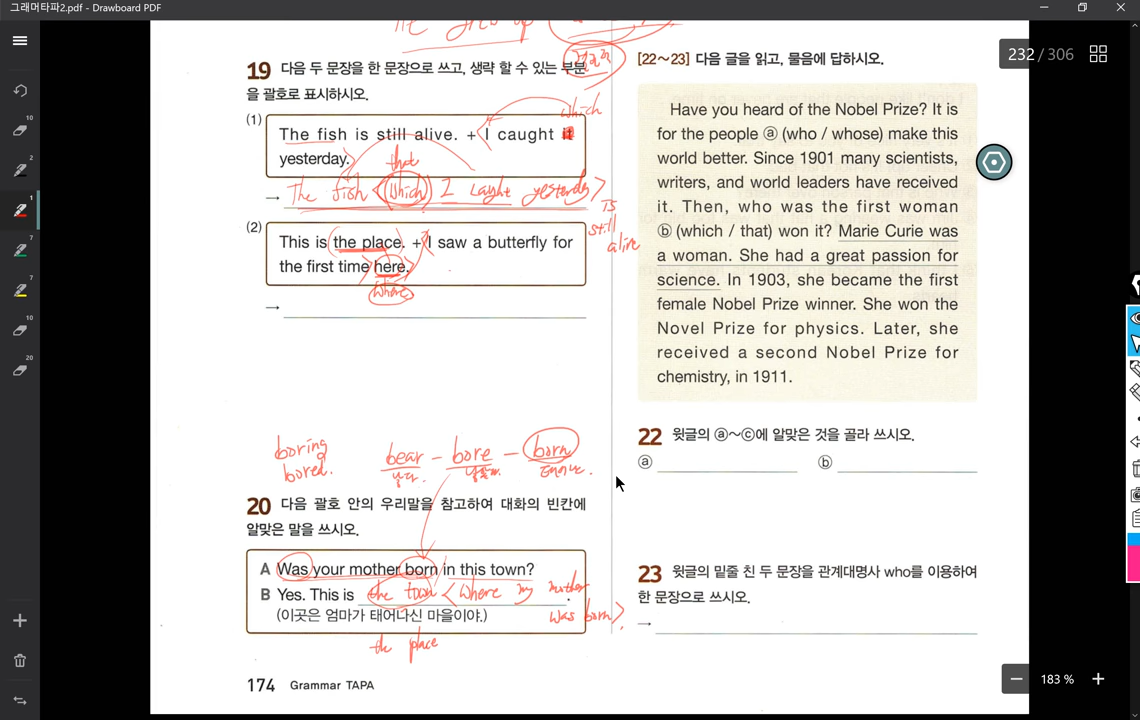 그래머타파2.pdf - Drawboard PDF
232 / 306
19 다음 두 문장을 한 문장으로 쓰고, 생략 할 수 있는 부분
을 괄호로 표시하시오.
which
(1) The fish is still alive. + I caught it
yesterday.
that
→ The fish <which I caught yesterday>
is
still
alive
(2) This is the place. + I saw a butterfly for
the first time here.
where
→
boring
bored.
bear - bore - born
낳다.
20 다음 괄호 안의 우리말을 참고하여 대화의 빈칸에
알맞은 말을 쓰시오.
A Was your mother born in this town?
B Yes. This is the town <where my mother
was born>.
(이곳은 엄마가 태어나신 마을이야.)
the place
174 Grammar TAPA
[22~23] 다음 글을 읽고, 물음에 답하시오.
Have you heard of the Nobel Prize? It is
for the people ⓐ (who / whose) make this
world better. Since 1901 many scientists,
writers, and world leaders have received
it. Then, who was the first woman
ⓑ (which / that) won it? Marie Curie was
a woman. She had a great passion for
science. In 1903, she became the first
female Nobel Prize winner. She won the
Novel Prize for physics. Later, she
received a second Nobel Prize for
chemistry, in 1911.
22 윗글의 ⓐ~ⓒ에 알맞은 것을 골라 쓰시오.
ⓐ ⓑ
23 윗글의 밑줄 친 두 문장을 관계대명사 who를 이용하여
한 문장으로 쓰시오.
→
10
2
1
7
7
10
20
183 %